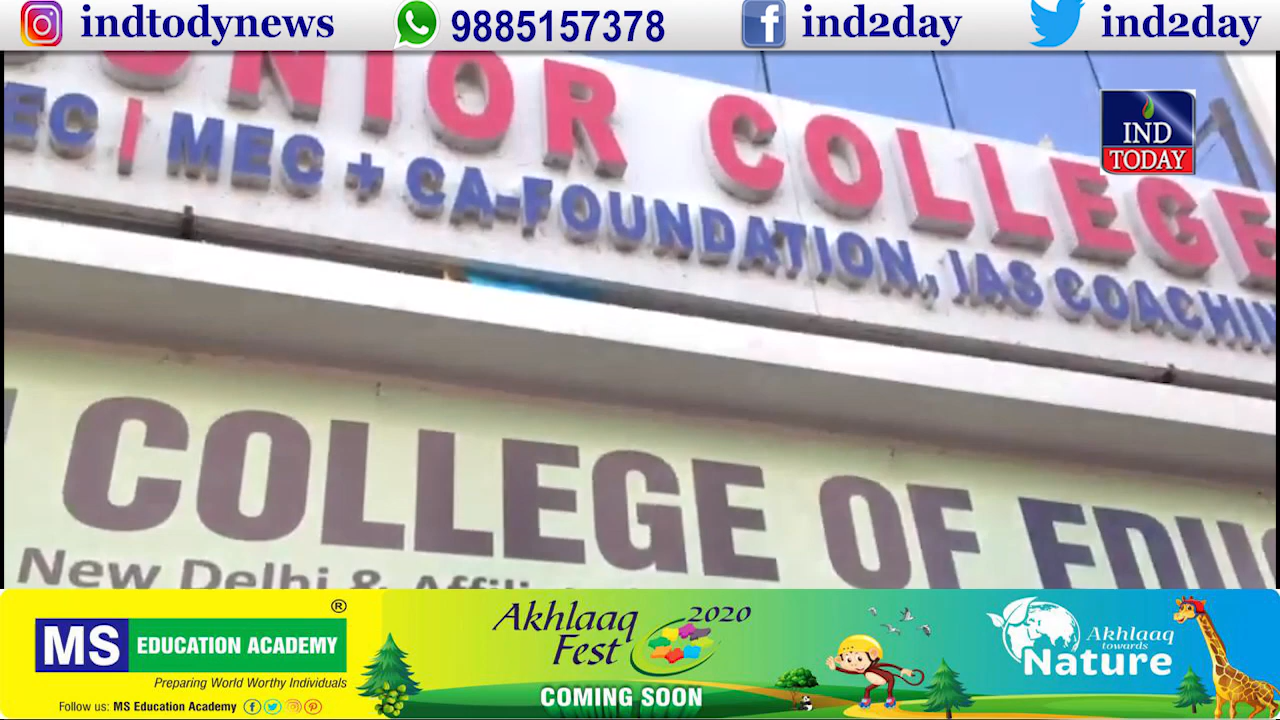 indtodynews 9885157378 ind2day ind2day
JUNIOR COLLEGE
EC | MEC + CA-FOUNDATION, IAS COACHIN
IND
TODAY
COLLEGE OF EDU
New Delhi &
MS EDUCATION ACADEMY ®
Preparing World Worthy Individuals
Follow us: MS Education Academy
Akhlaaq Fest 2020
COMING SOON
Akhlaaq
towards
Nature